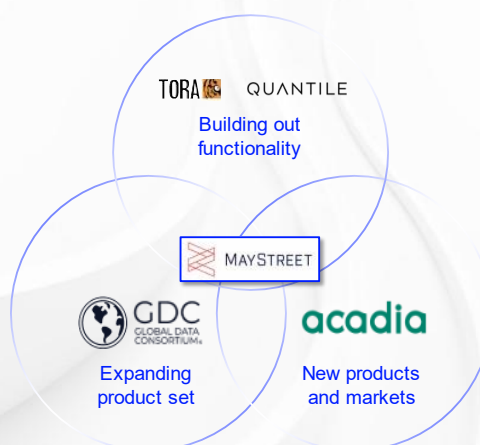 TORA QUANTILE
Building out
functionality
MAYSTREET
GDC
GLOBAL DATA
CONSORTIUM
acadia
Expanding
product set
New products
and markets